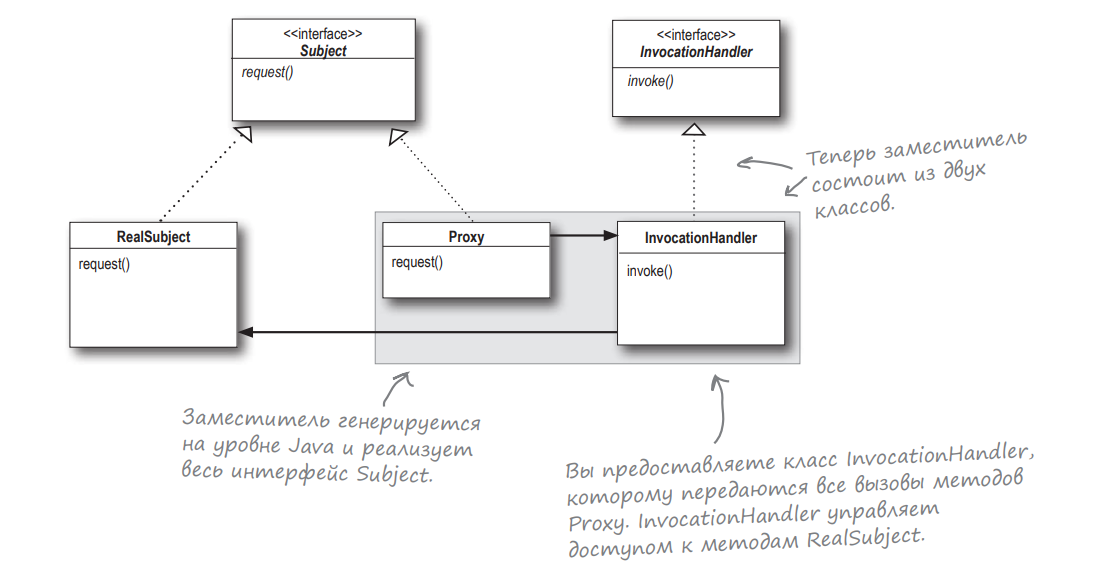 <<interface>>
Subject
request()
<<interface>>
InvocationHandler
invoke()
Теперь заместитель
состоит из двух
классов.
RealSubject
request()
Proxy
request()
InvocationHandler
invoke()
Заместитель генерируется
на уровне Java и реализует
весь интерфейс Subject.
Вы предоставляете класс InvocationHandler,
которому передаются все вызовы методов
Proxy. InvocationHandler управляет
доступом к методам RealSubject.